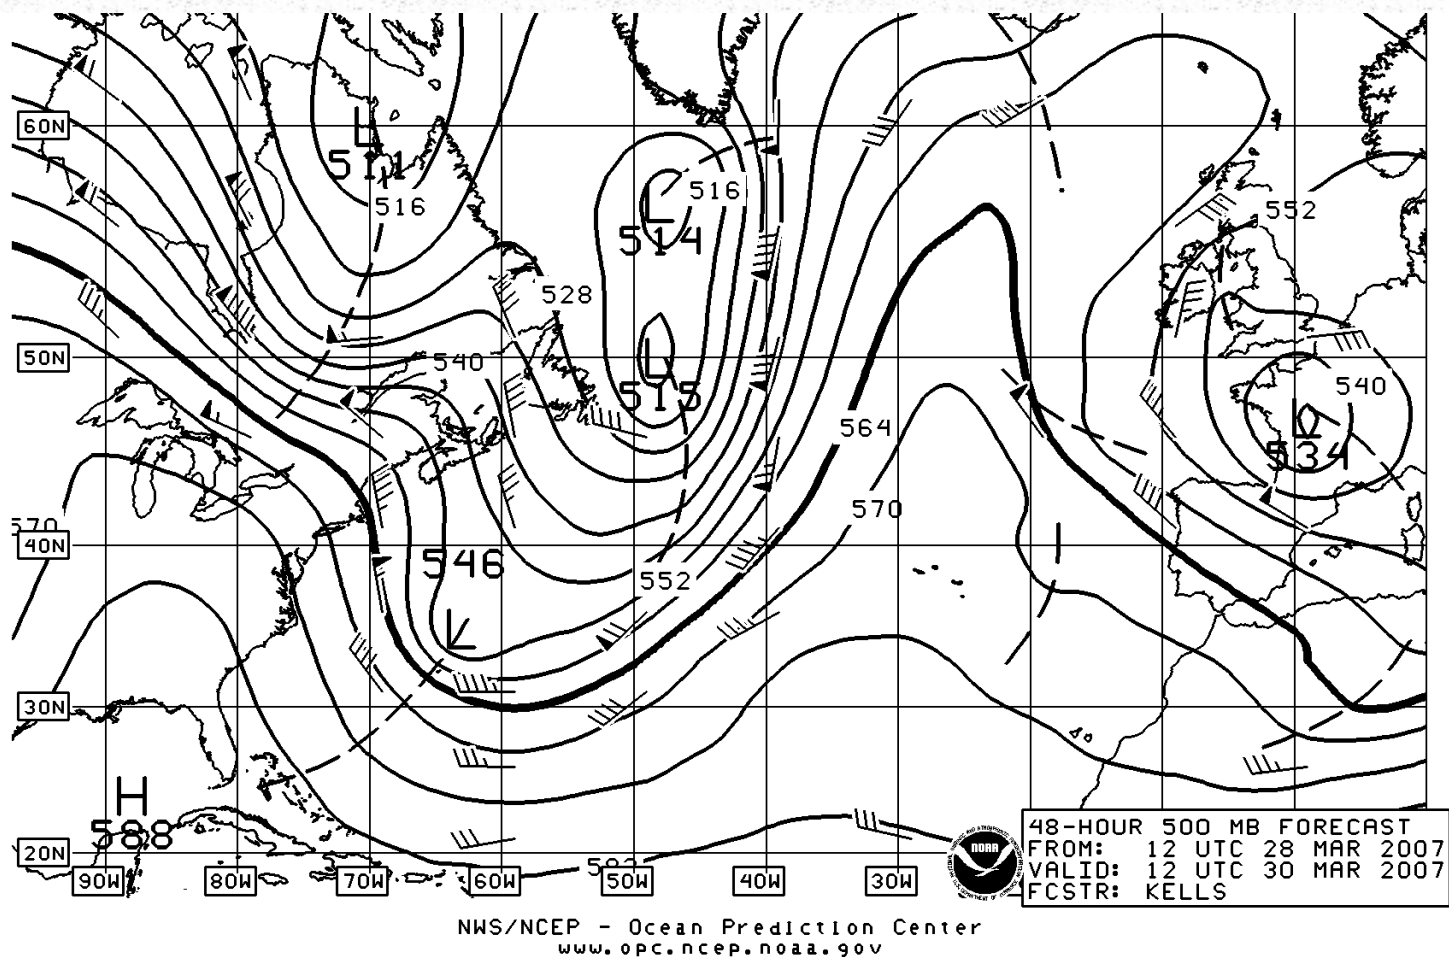 60N
L
511
516
L
516
514
552
528
50N
540
L
515
540
L
534
564
570
570
40N
546
552
L
30N
H
588
20N
582
90W
80W
70W
60W
50W
40W
30W
NOAA
48-HOUR 500 MB FORECAST
FROM: 12 UTC 28 MAR 2007
VALID: 12 UTC 30 MAR 2007
FCSTR: KELLS
NWS/NCEP - Ocean Prediction Center
www.opc.ncep.noaa.gov